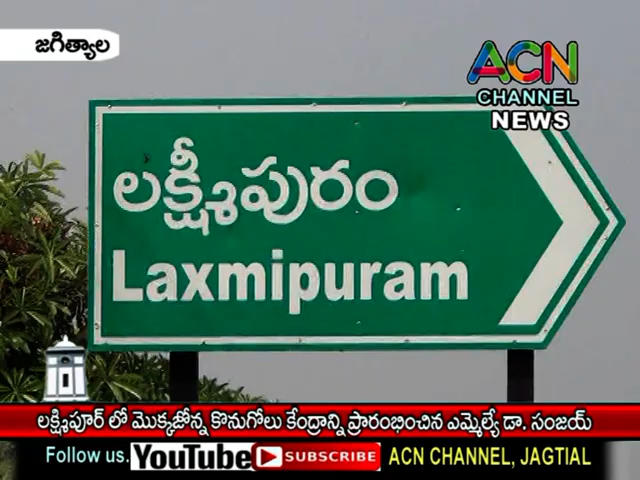 జగిత్యాల
ACN
CHANNEL
NEWS
లక్ష్మీపురం
Laxmipuram
లక్ష్మిపూర్ లో మొక్కజోన్న కొనుగోలు కేంద్రాన్ని ప్రారంభించిన ఎమ్మెల్యే డా. సంజయ్
Follow us. YouTube SUBSCRIBE ACN CHANNEL, JAGTIAL